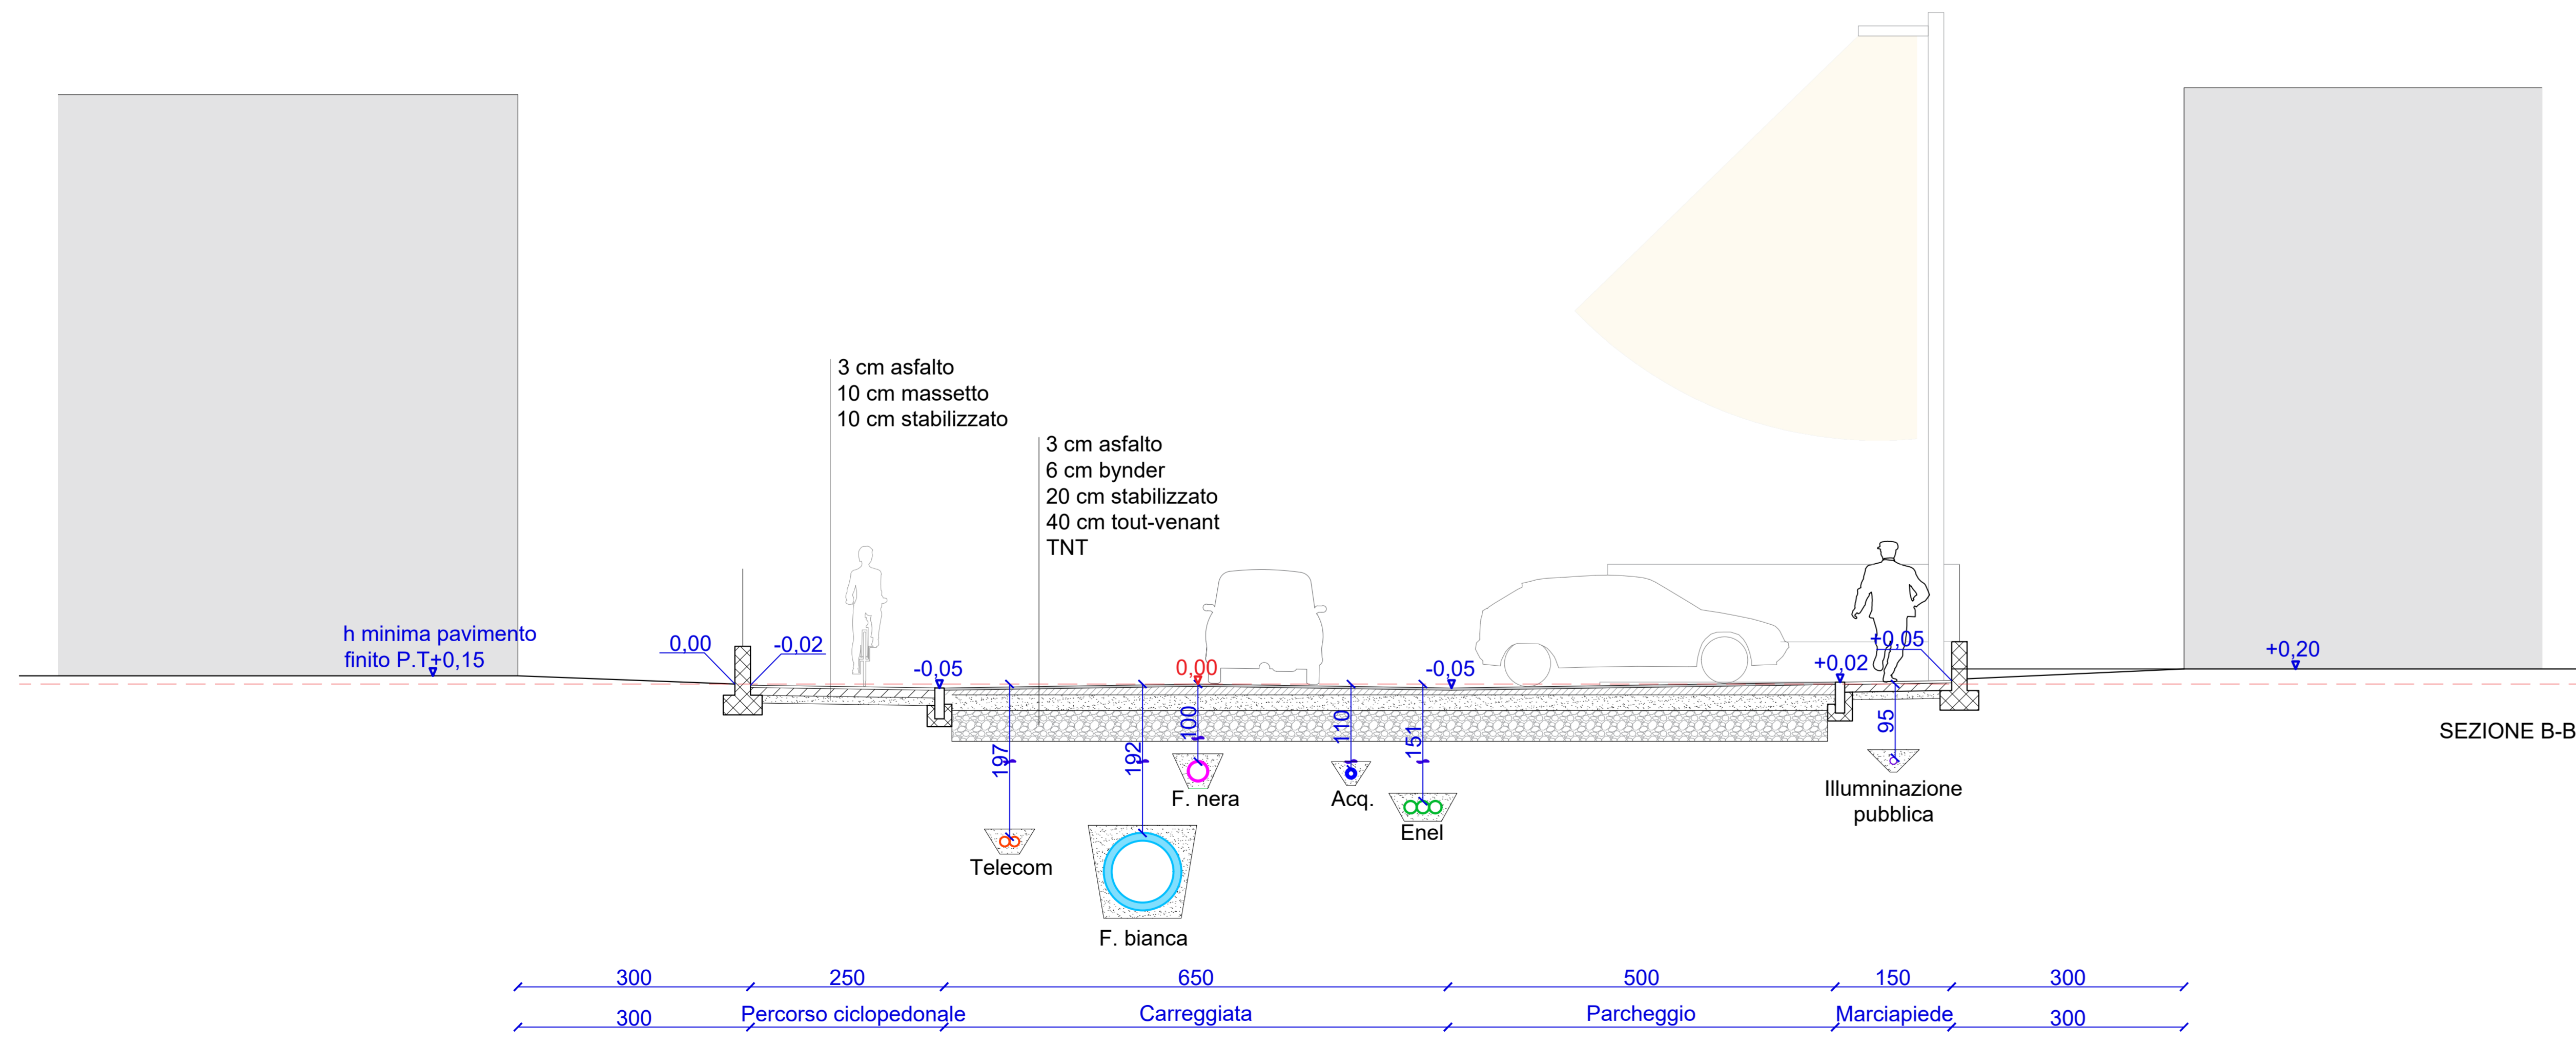 3 cm asfalto
10 cm massetto
10 cm stabilizzato
3 cm asfalto
6 cm bynder
20 cm stabilizzato
40 cm tout-venant
TNT
h minima pavimento
finito P.T+0,15
0,00
-0,02
-0,05
0,00
-0,05
+0,02
+0,05
+0,20
197
192
100
110
151
95
SEZIONE B-B
F. nera
Acq.
Enel
Illuminazione
pubblica
Telecom
F. bianca
300
250
650
500
150
300
300
Percorso ciclopedonale
Carreggiata
Parcheggio
Marciapiede
300